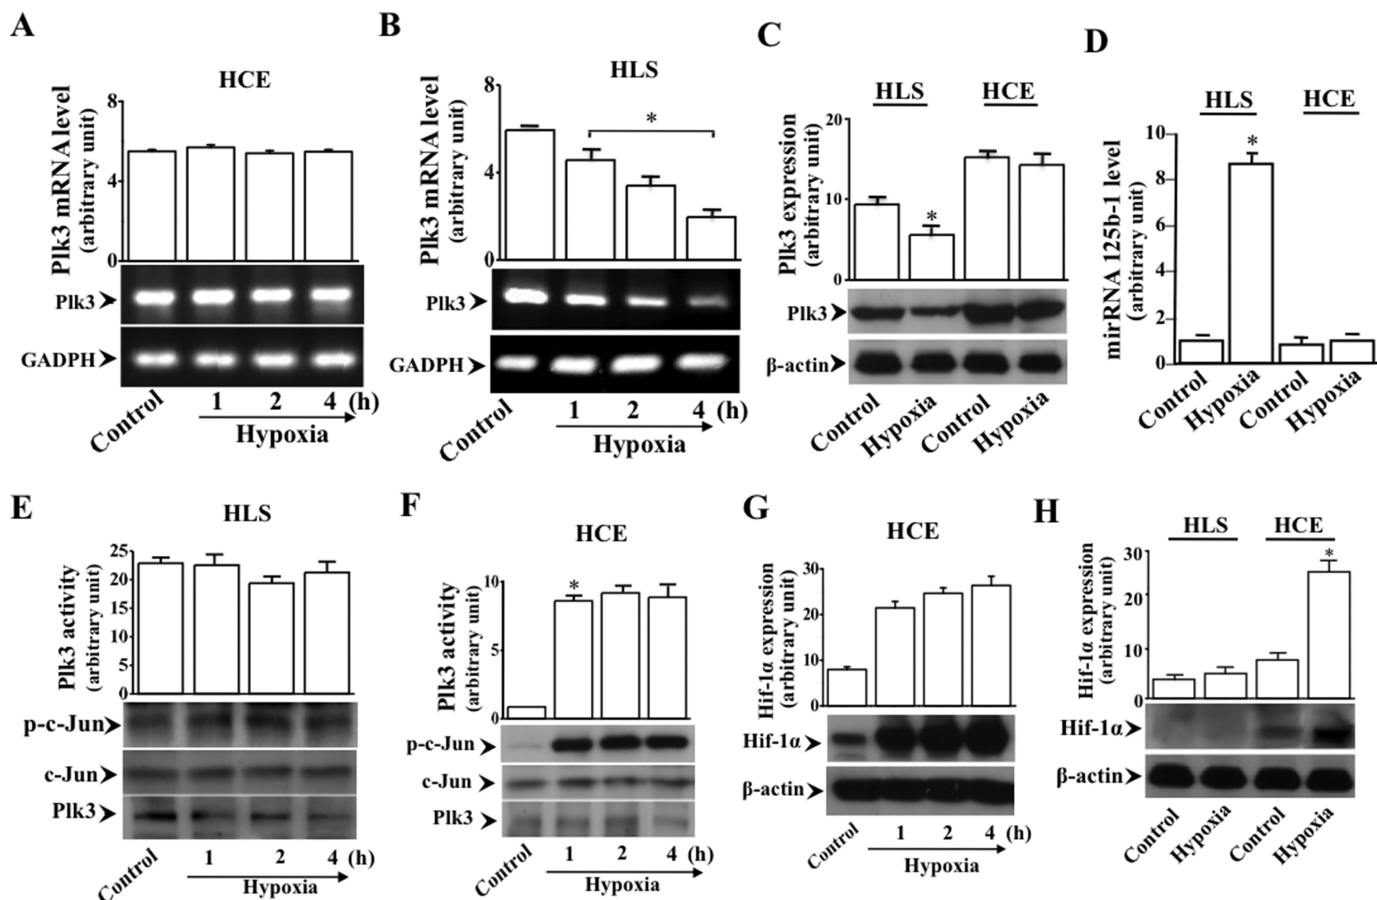 A
HCE
Plk3 mRNA level
(arbitrary unit)
8
4
0
Plk3
GADPH
Control
1 2 4 (h)
Hypoxia
B
HLS
Plk3 mRNA level
(arbitrary unit)
8
4
0
*
Plk3
GADPH
Control
1 2 4 (h)
Hypoxia
C
HLS HCE
Plk3 expression
(arbitrary unit)
20
10
0
*
Plk3
β-actin
Control Hypoxia Control Hypoxia
D
HLS HCE
mirRNA 125b-1 level
(arbitrary unit)
10
8
6
4
2
0
*
Control Hypoxia Control Hypoxia
E
HLS
Plk3 activity
(arbitrary unit)
25
20
15
10
5
0
p-c-Jun
c-Jun
Plk3
Control
1 2 4 (h)
Hypoxia
F
HCE
Plk3 activity
(arbitrary unit)
10
5
0
*
p-c-Jun
c-Jun
Plk3
Control
1 2 4 (h)
Hypoxia
G
HCE
Hif-1α expression
(arbitrary unit)
30
20
10
0
Hif-1α
β-actin
Control
1 2 4 (h)
Hypoxia
H
HLS HCE
Hif-1α expression
(arbitrary unit)
30
20
10
0
*
Hif-1α
β-actin
Control Hypoxia Control Hypoxia